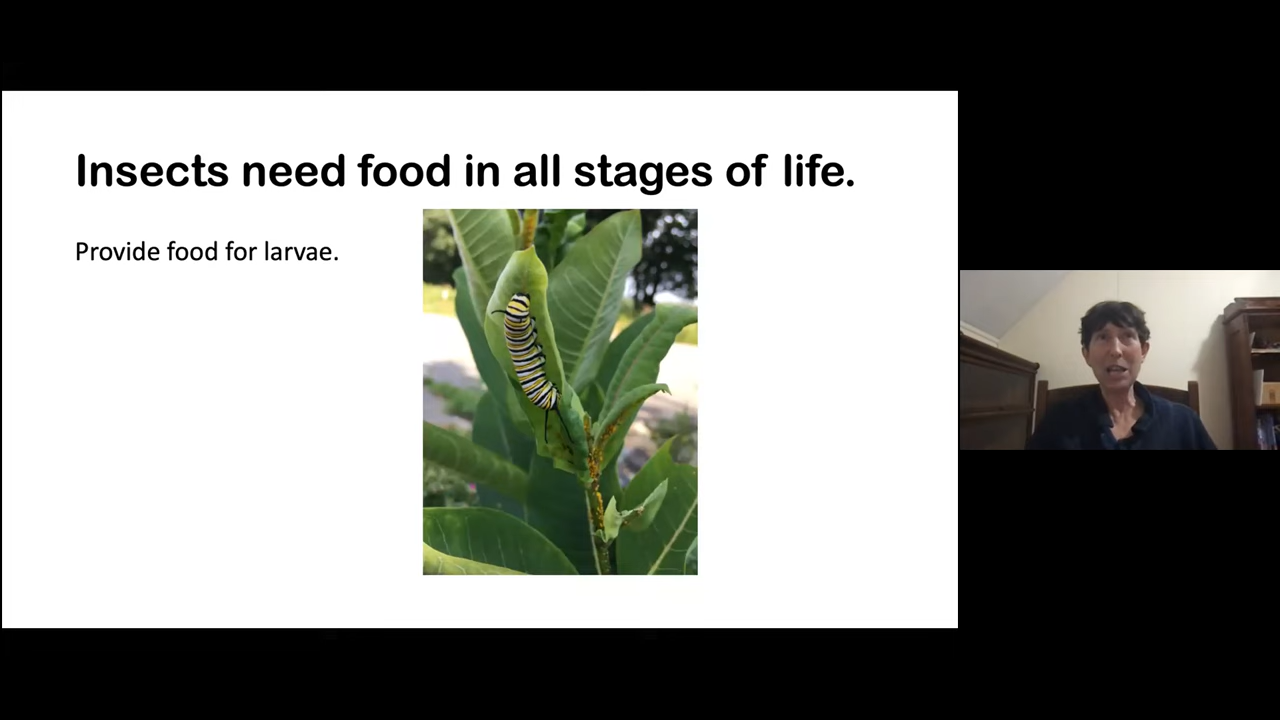 Insects need food in all stages of life.
Provide food for larvae.